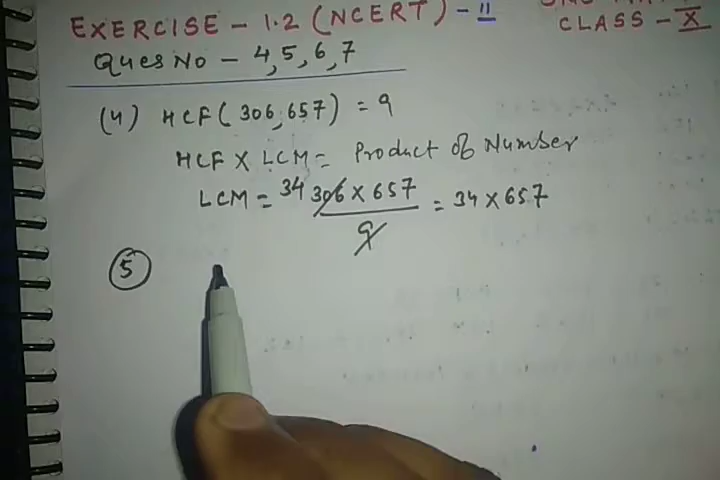 EXERCISE - 1.2 (NCERT) - II
CLASS - X
Ques No - 4, 5, 6, 7
(4) HCF (306, 657) = 9
HCF X LCM = Product of Number
LCM = 34 306 × 657 / 9 = 34 × 657
5